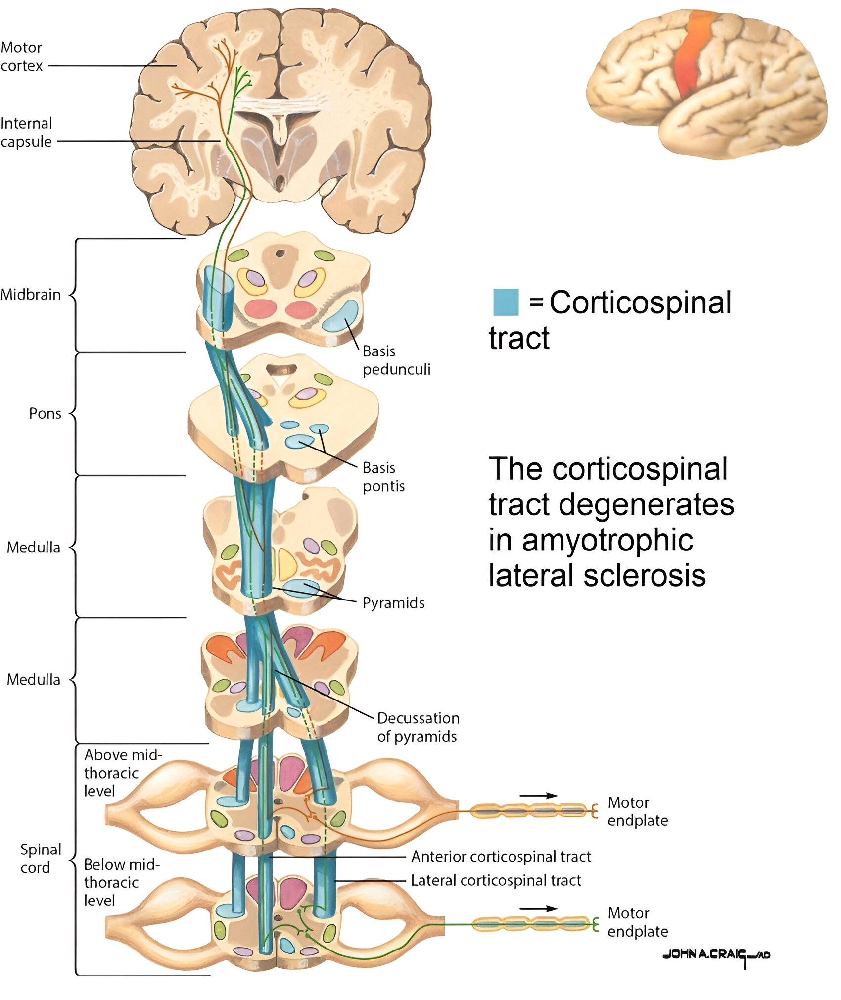 Motor
cortex
Internal
capsule
Midbrain
Basis
pedunculi
= Corticospinal
tract
Pons
Basis
pontis
The corticospinal
tract degenerates
in amyotrophic
lateral sclerosis
Medulla
Pyramids
Medulla
Decussation
of pyramids
Above mid-
thoracic
level
Motor
endplate
Spinal
cord
Anterior corticospinal tract
Lateral corticospinal tract
Below mid-
thoracic
level
Motor
endplate
JOHN A. CRAIG_AD